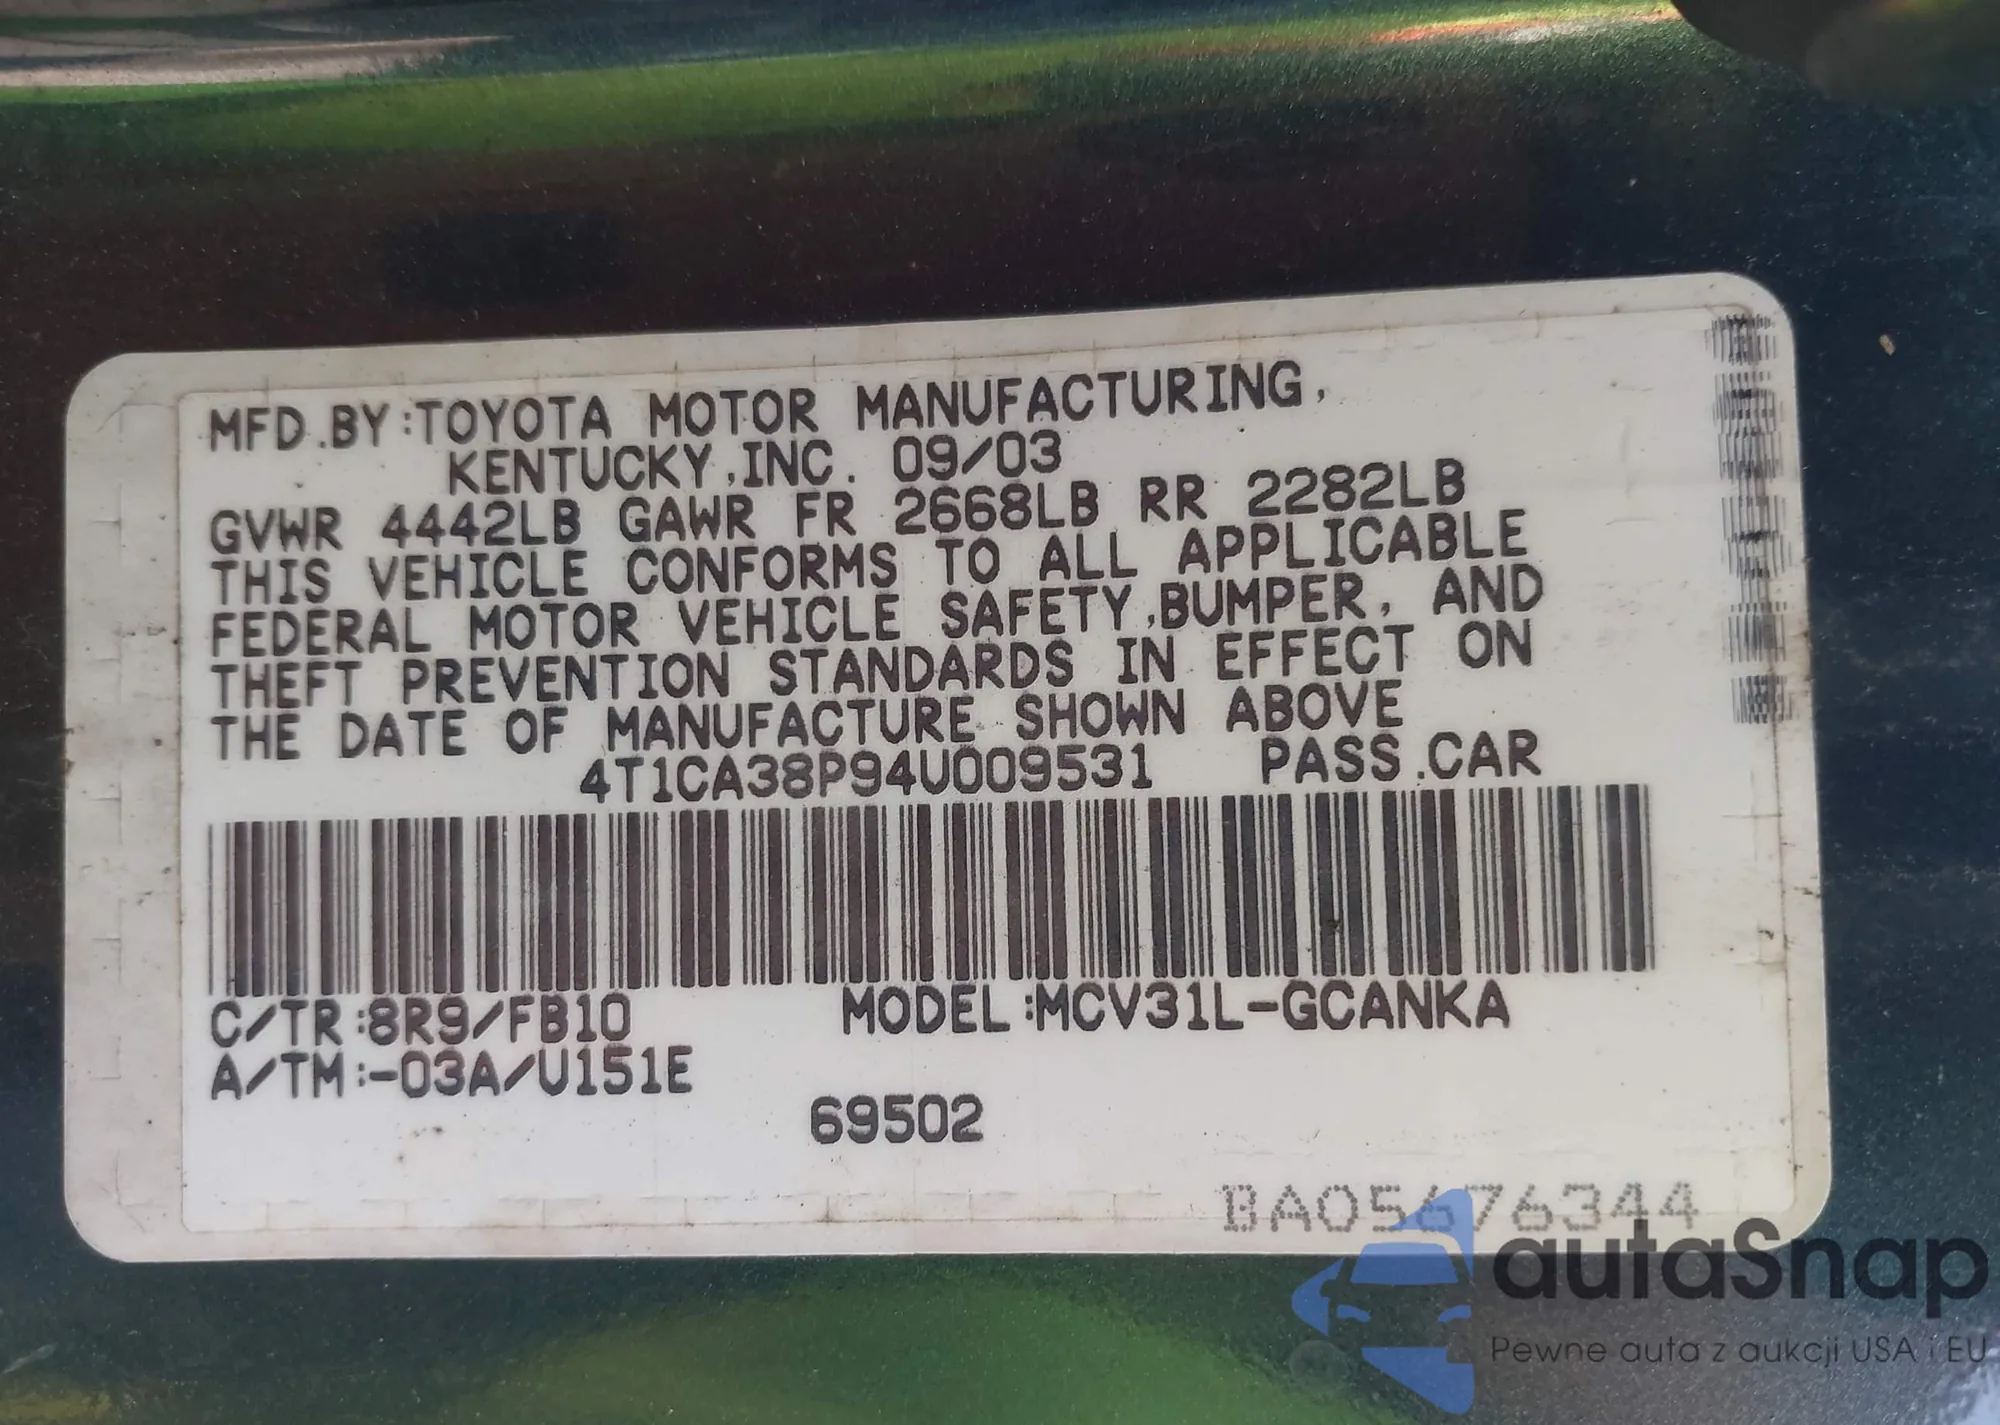 MFD.BY:TOYOTA MOTOR MANUFACTURING,
KENTUCKY,INC. 09/03
GVWR 4442LB GAWR FR 2668LB RR 2282LB
THIS VEHICLE CONFORMS TO ALL APPLICABLE
FEDERAL MOTOR VEHICLE SAFETY,BUMPER, AND
THEFT PREVENTION STANDARDS IN EFFECT ON
THE DATE OF MANUFACTURE SHOWN ABOVE
4T1CA38P94U009531 PASS.CAR
C/TR:8R9/FB10 MODEL:MCV31L-GCANKA
A/TM:-03A/U151E
69502
BA05676344
autaSnap
Pewne auta z aukcji USA i EU